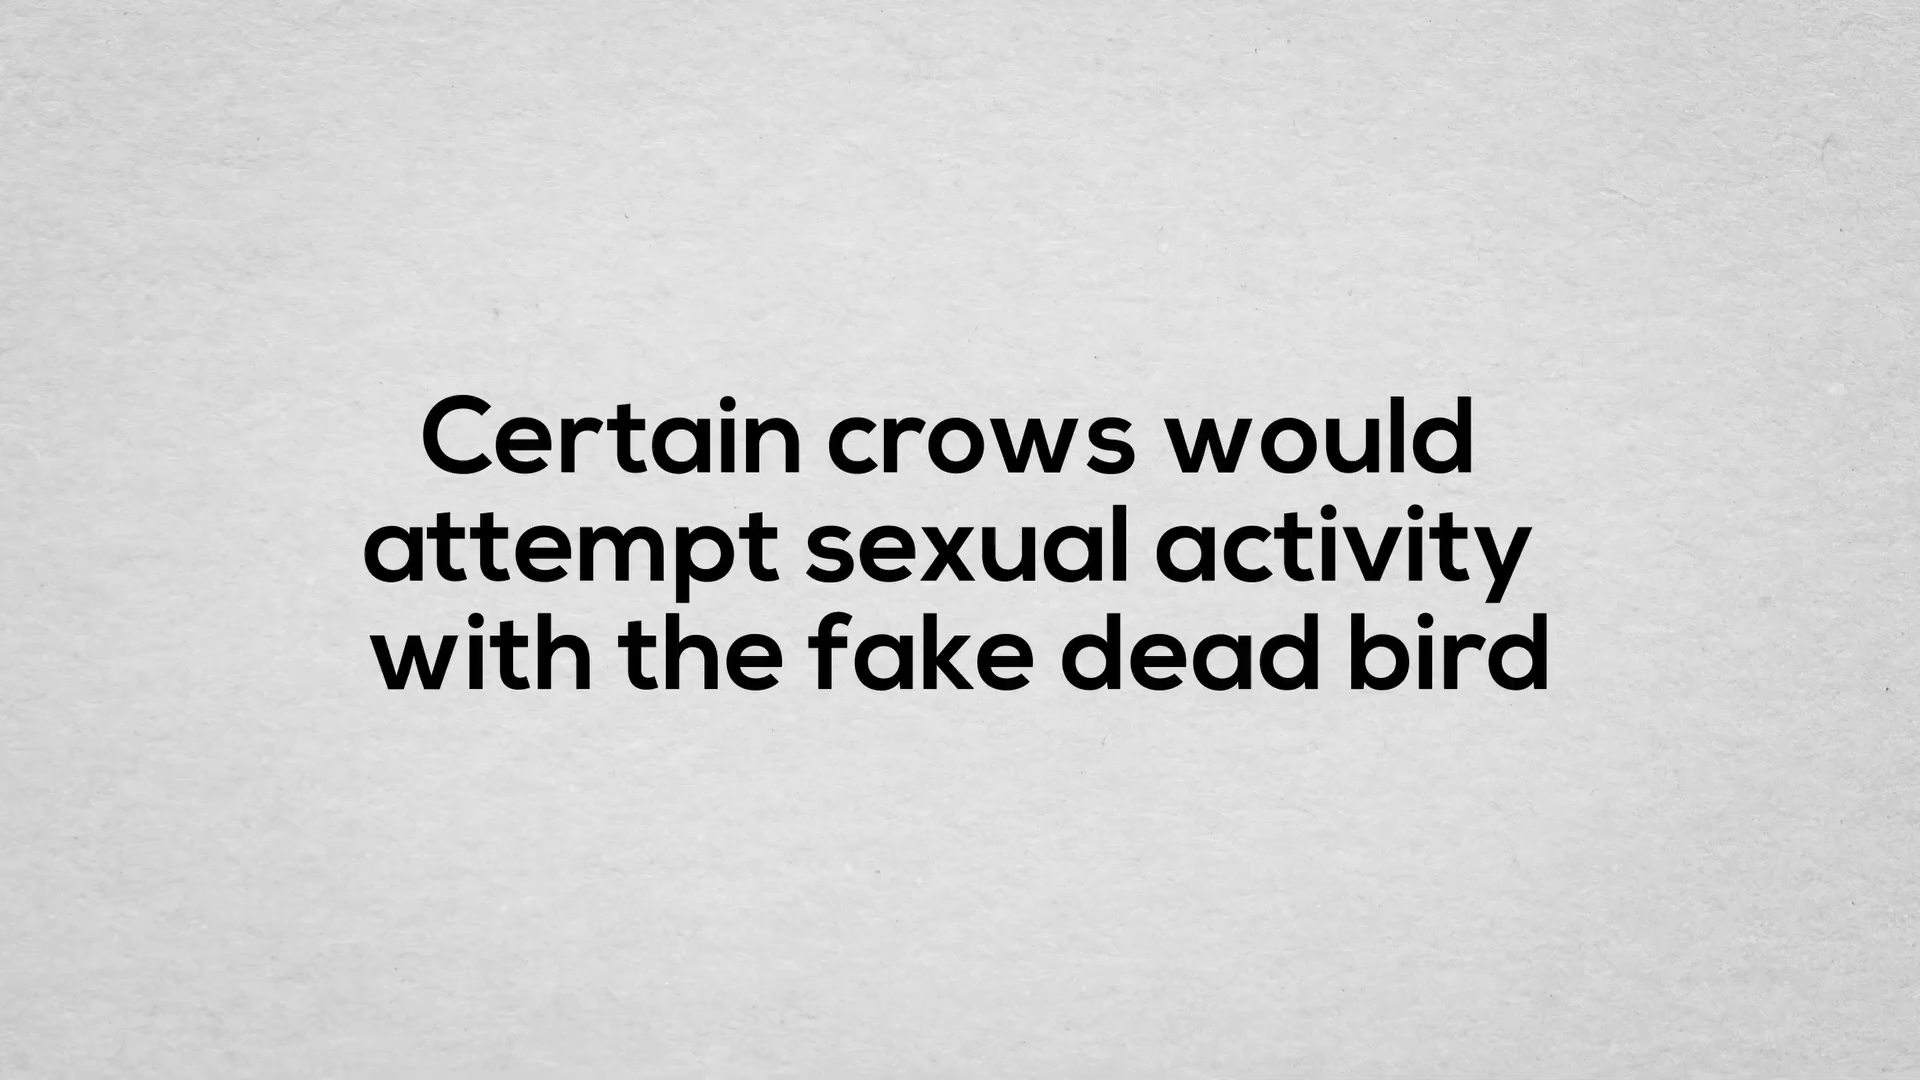 Certain crows would
attempt sexual activity
with the fake dead bird